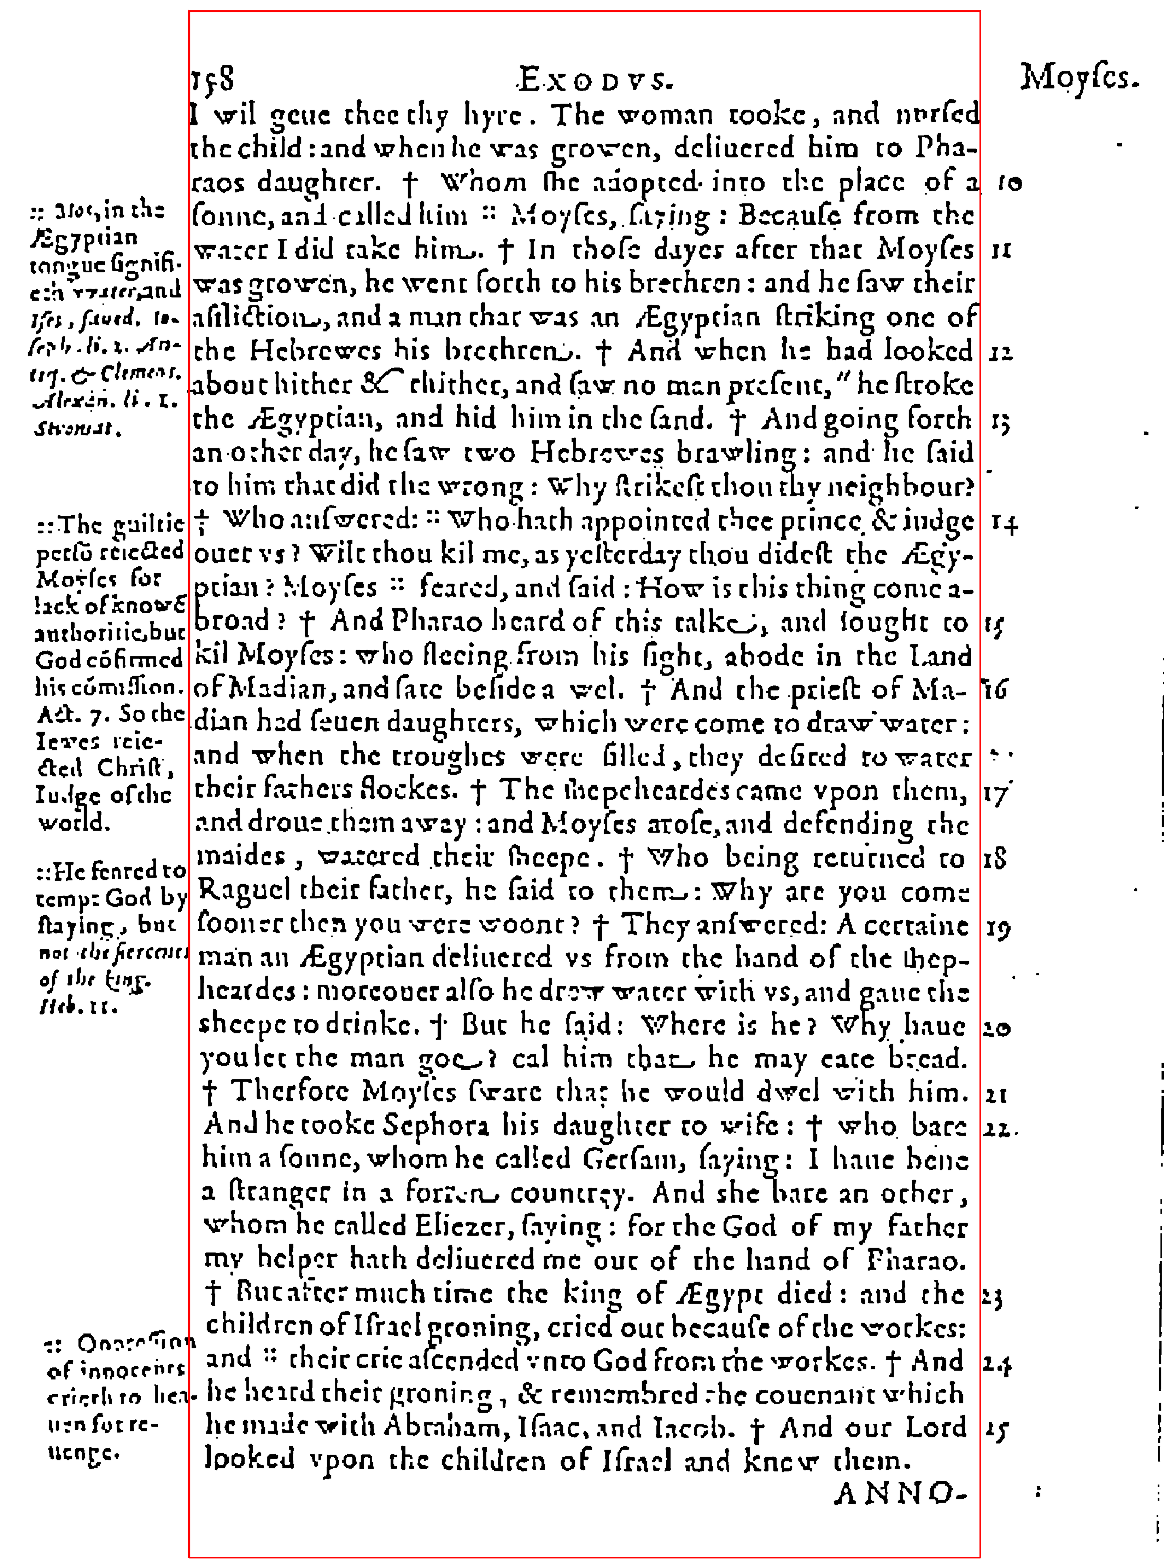 158 EXODVS. Moyſes.
I wil geue thee thy hyre. The woman tooke, and nurſed
the child: and when he was growen, deliuered him to Pha-
raos daughter. † Whom ſhe adopted into the place of a 10
ſonne, and called him :: Moyſes, ſaying: Becauſe from the
water I did take him. † In thoſe dayes after that Moyſes 11
was growen, he went forth to his brethren: and he ſaw their
affliction, and a man that was an Ægyptian ſtriking one of
the Hebrewes his brethren. † And when he had looked 12
about hither & thither, and ſaw no man preſent, " he ſtroke
the Ægyptian, and hid him in the ſand. † And going forth 13
an other day, he ſaw two Hebrewes brawling: and he ſaid
to him that did the wrong: Why ſtrikeſt thou thy neighbour?
† Who anſwered: :: Who hath appointed thee prince & iudge 14
ouer vs? Wilt thou kil me, as yeſterday thou dideſt the Ægy-
ptian? Moyſes :: feared, and ſaid: How is this thing come a-
broad? † And Pharao heard of this talke, and ſought to 15
kil Moyſes: who fleeing from his ſight, abode in the Land
of Madian, and ſate beſide a wel. † And the prieſt of Ma- 16
dian had ſeuen daughters, which were come to draw water:
and when the troughes were filled, they deſired to water
their fathers flockes. † The ſhepeheardes came vpon them, 17
and droue them away: and Moyſes aroſe, and defending the
maides, watered their ſheepe. † Who being returned to 18
Raguel their father, he ſaid to them: Why are you come
ſooner then you were woont? † They anſwered: A certaine 19
man an Ægyptian deliuered vs from the hand of the ſhep-
heardes: moreouer alſo he drew water with vs, and gaue the
sheepe to drinke. † But he ſaid: Where is he? Why haue 20
you let the man goe? cal him that he may eate bread.
† Therfore Moyſes ſware that he would dwel with him. 21
And he tooke Sephora his daughter to wife: † who bare 22.
him a ſonne, whom he called Gerſam, ſaying: I haue bene
a ſtranger in a forren countrey. And she bare an other,
whom he called Eliezer, ſaying: for the God of my father
my helper hath deliuered me out of the hand of Pharao.
† But after much time the king of Ægypt died: and the 23
children of Iſrael groning, cried out becauſe of the workes:
and :: their crie aſcended vnto God from the workes. † And 24
he heard their groning, & remembred the couenant which
he made with Abraham, Iſaac, and Iacob. † And our Lord 25
looked vpon the children of Iſrael and knew them.
ANNO-
:: Mos, in the
Ægyptian
tongue ſignifi-
eth water, and
Iſes, ſaued. Io-
ſeph. li. 2. An-
tiq. & Clemens.
Alexan. li. 1.
Stromat.
:: The guiltie
perſõ reiected
Moyſes for
lack of knowẽ
authoritie, but
God cõfirmed
his cõmiſſion.
Act. 7. So the
Iewes reie-
cted Chriſt,
Iudge of the
world.
:: He feared to
tempt God by
ſtaying, but
not the fiercenes
of the king.
Heb. 11.
:: Oppreſſion
of innocents
crieth to hea-
uen for re-
uenge.